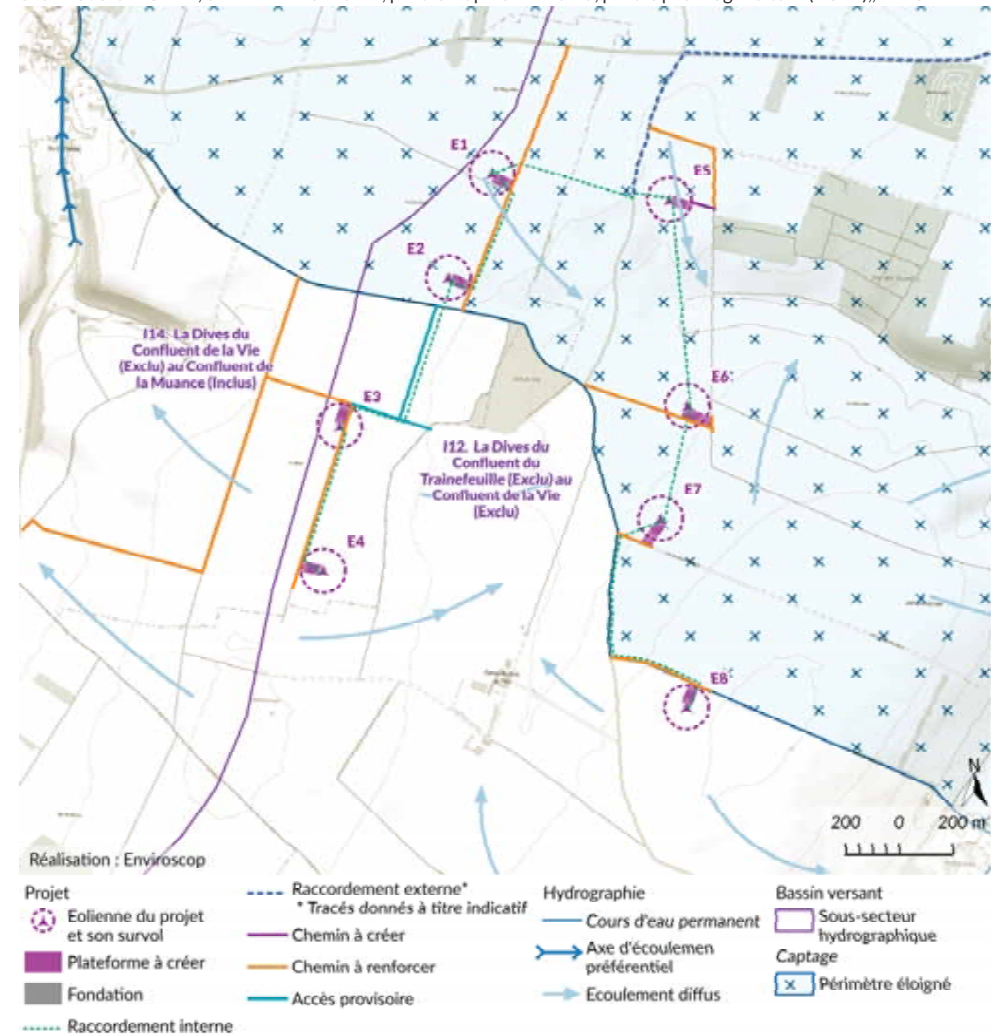 E1
E5
E2
I14. La Dives du
Confluent de la Vie
(Exclu) au Confluent de
la Muance (Inclus)
E6
E3
I12. La Dives du
Confluent du
Trainefeuille (Exclu) au
Confluent de la Vie
(Exclu)
E7
E4
E8
N
200 0 200 m
Réalisation : Enviroscop
Projet
Eolienne du projet
et son survol
Plateforme à créer
Fondation
Raccordement interne
Raccordement externe*
* Tracés donnés à titre indicatif
Chemin à créer
Chemin à renforcer
Accès provisoire
Hydrographie
Cours d'eau permanent
Axe d'écoulemen
préférentiel
Ecoulement diffus
Bassin versant
Sous-secteur
hydrographique
Captage
Périmètre éloigné